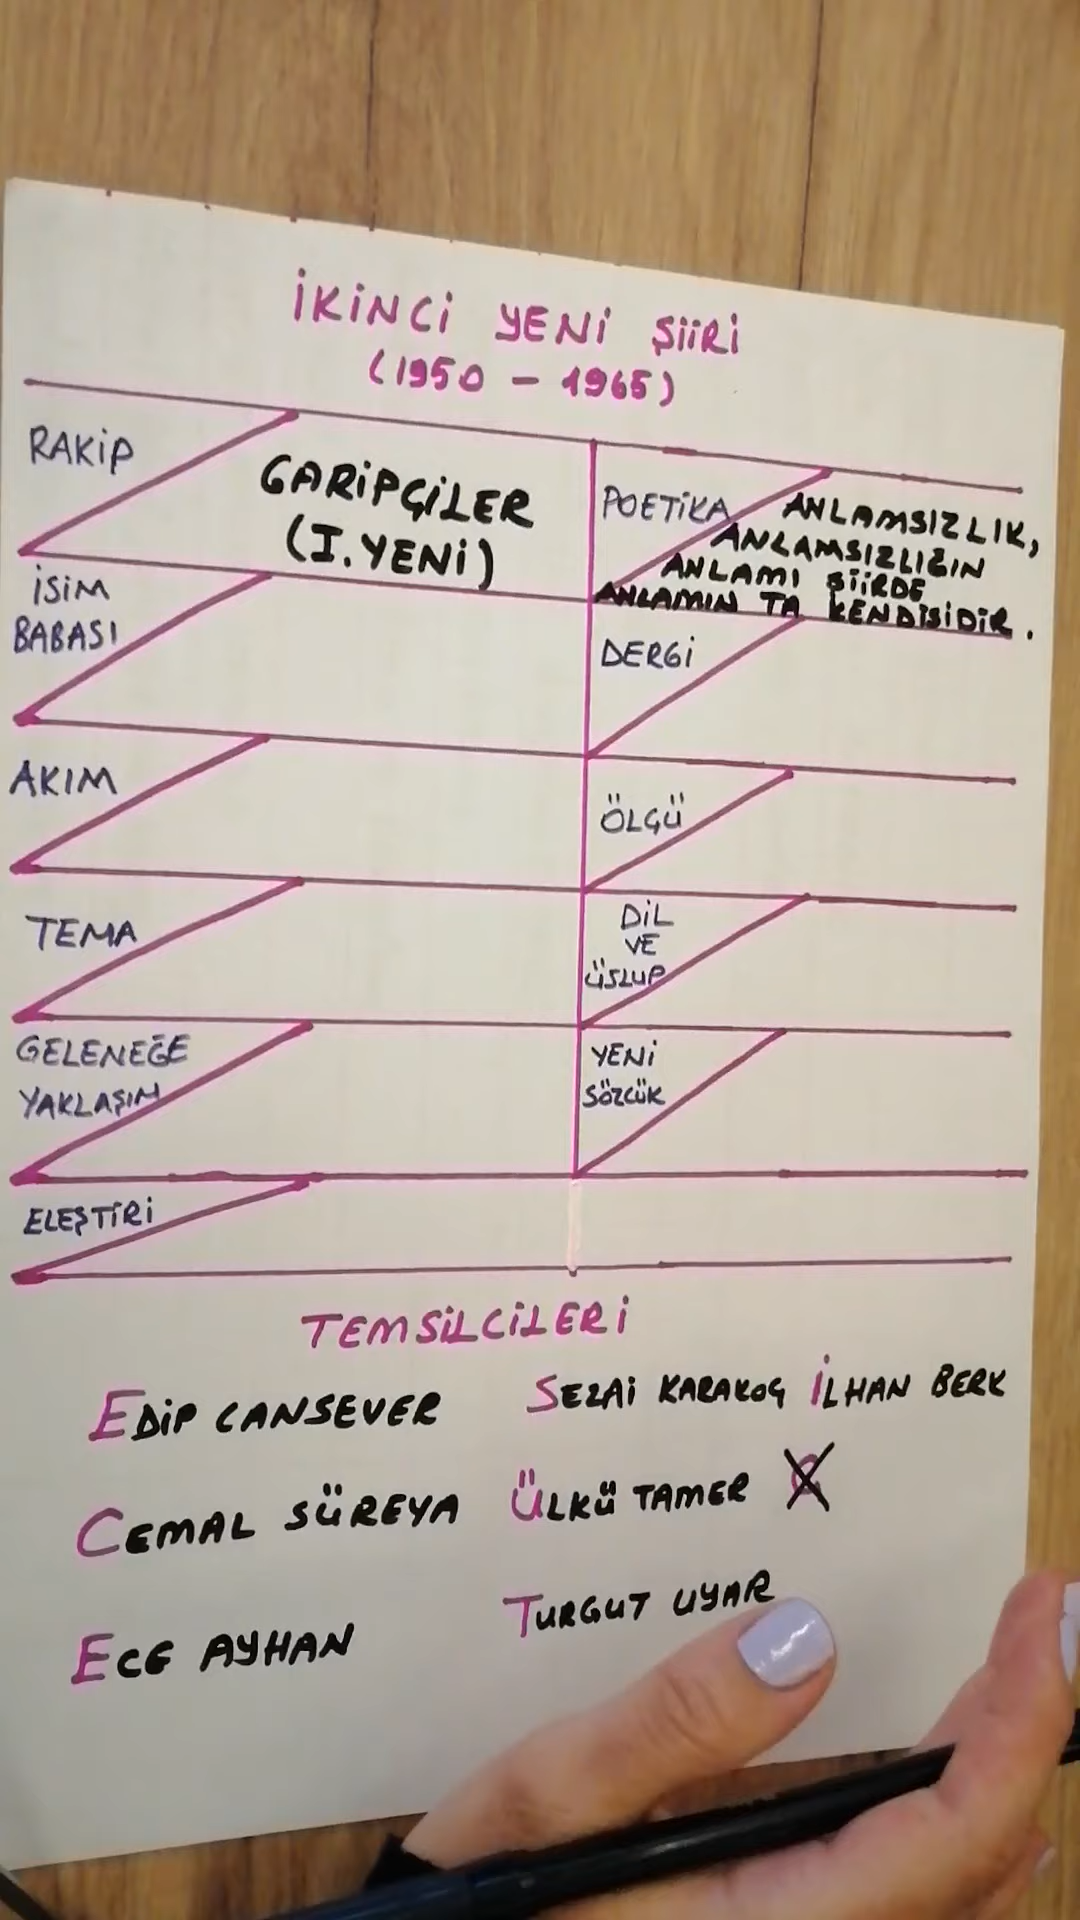 İKİNCİ YENİ ŞİİRİ
(1950 - 1965)
RAKİP
GARİPÇİLER
(I. YENİ)
POETİKA
ANLAMSIZLIK,
ANLAMSIZLIĞIN
ANLAMI ŞİİRDE
ANLAMIN TA KENDİSİDİR.
İSİM
BABASI
DERGİ
AKIM
ÖLÇÜ
TEMA
DİL
VE
ÜSLUP
GELENEĞE
YAKLAŞIM
YENİ
SÖZCÜK
ELEŞTİRİ
TEMSİLCİLERİ
EDİP CANSEVER
SEZAİ KARAKOÇ İLHAN BERK
CEMAL SÜREYA
ÜLKÜ TAMER
ECE AYHAN
TURGUT UYAR